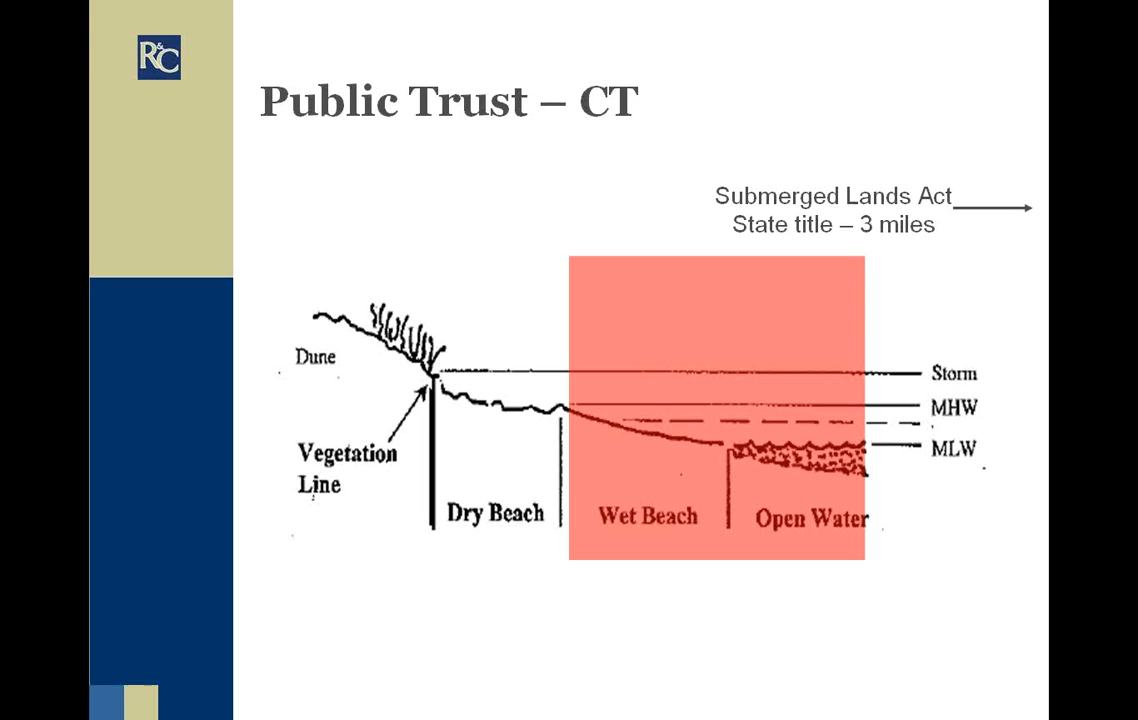 R&C
Public Trust – CT
Submerged Lands Act
State title – 3 miles
Dune
Storm
MHW
MLW
Vegetation
Line
Dry Beach
Wet Beach
Open Water